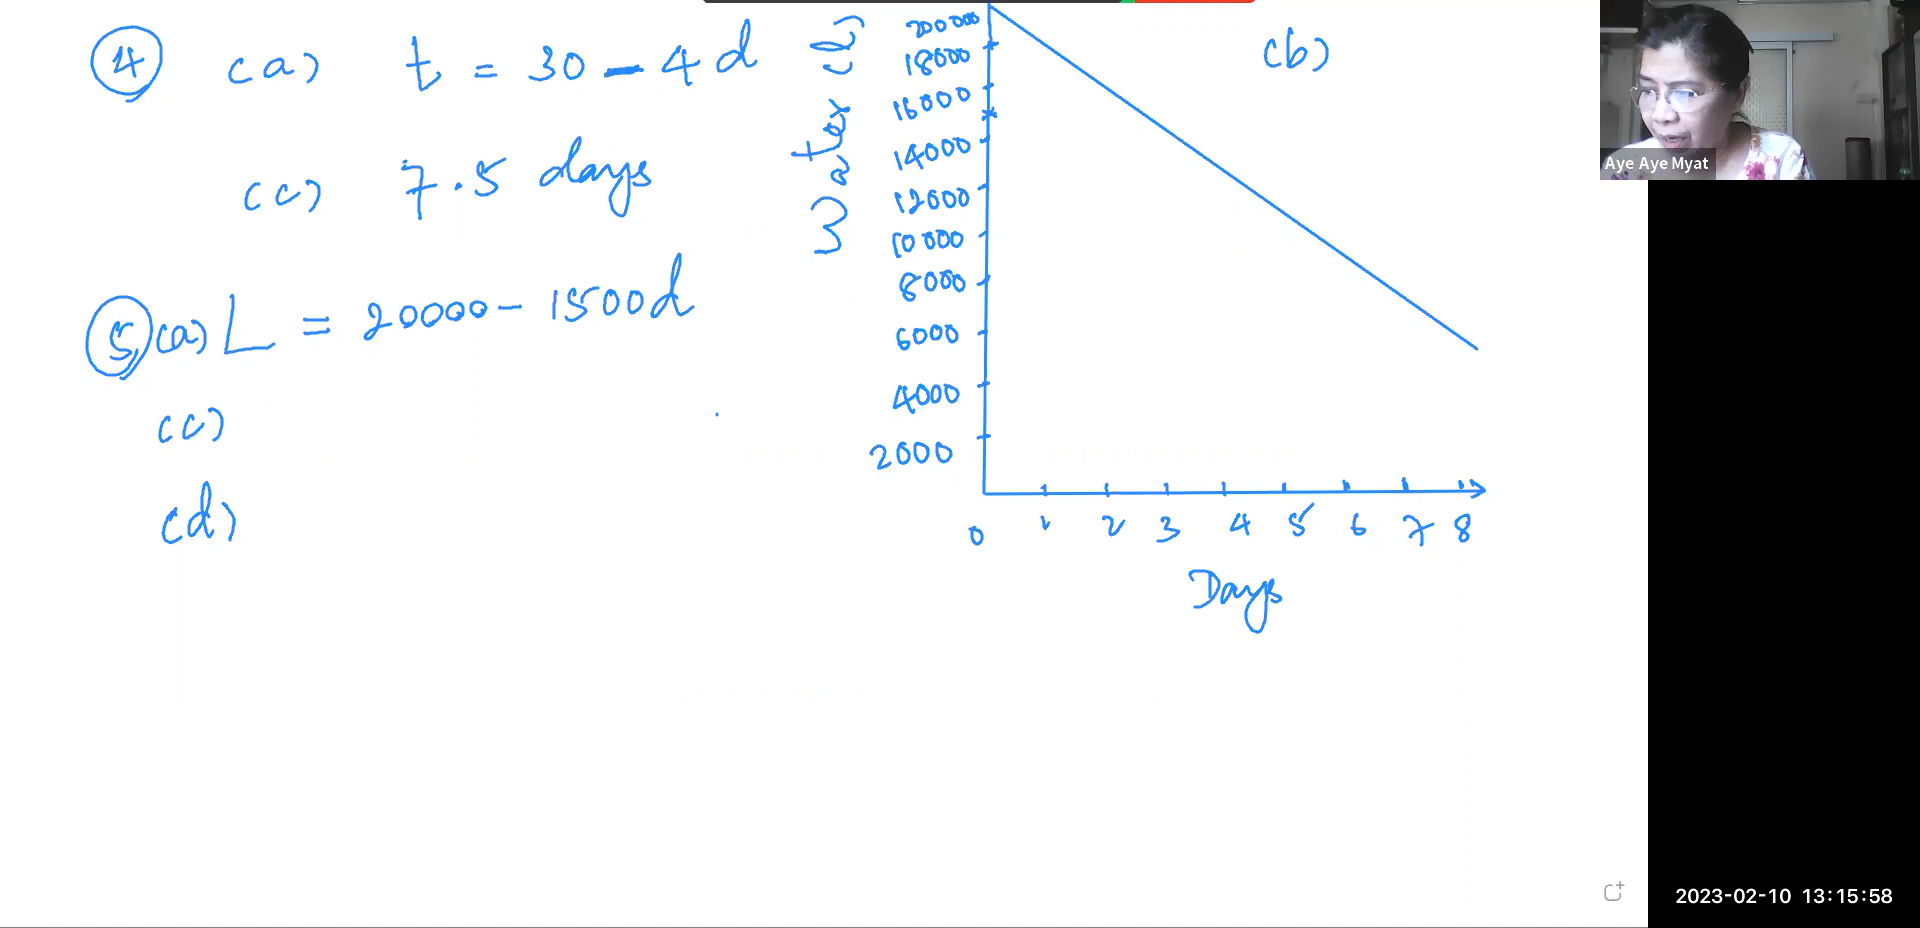 4 (a) t = 30 - 4d
(c) 7.5 days
5 (a) L = 20000 - 1500d
(c)
(d)
(b)
Water (L)
200000
18000
16000
14000
12000
10000
8000
6000
4000
2000
0 1 2 3 4 5 6 7 8
Days
Aye Aye Myat
2023-02-10 13:15:58